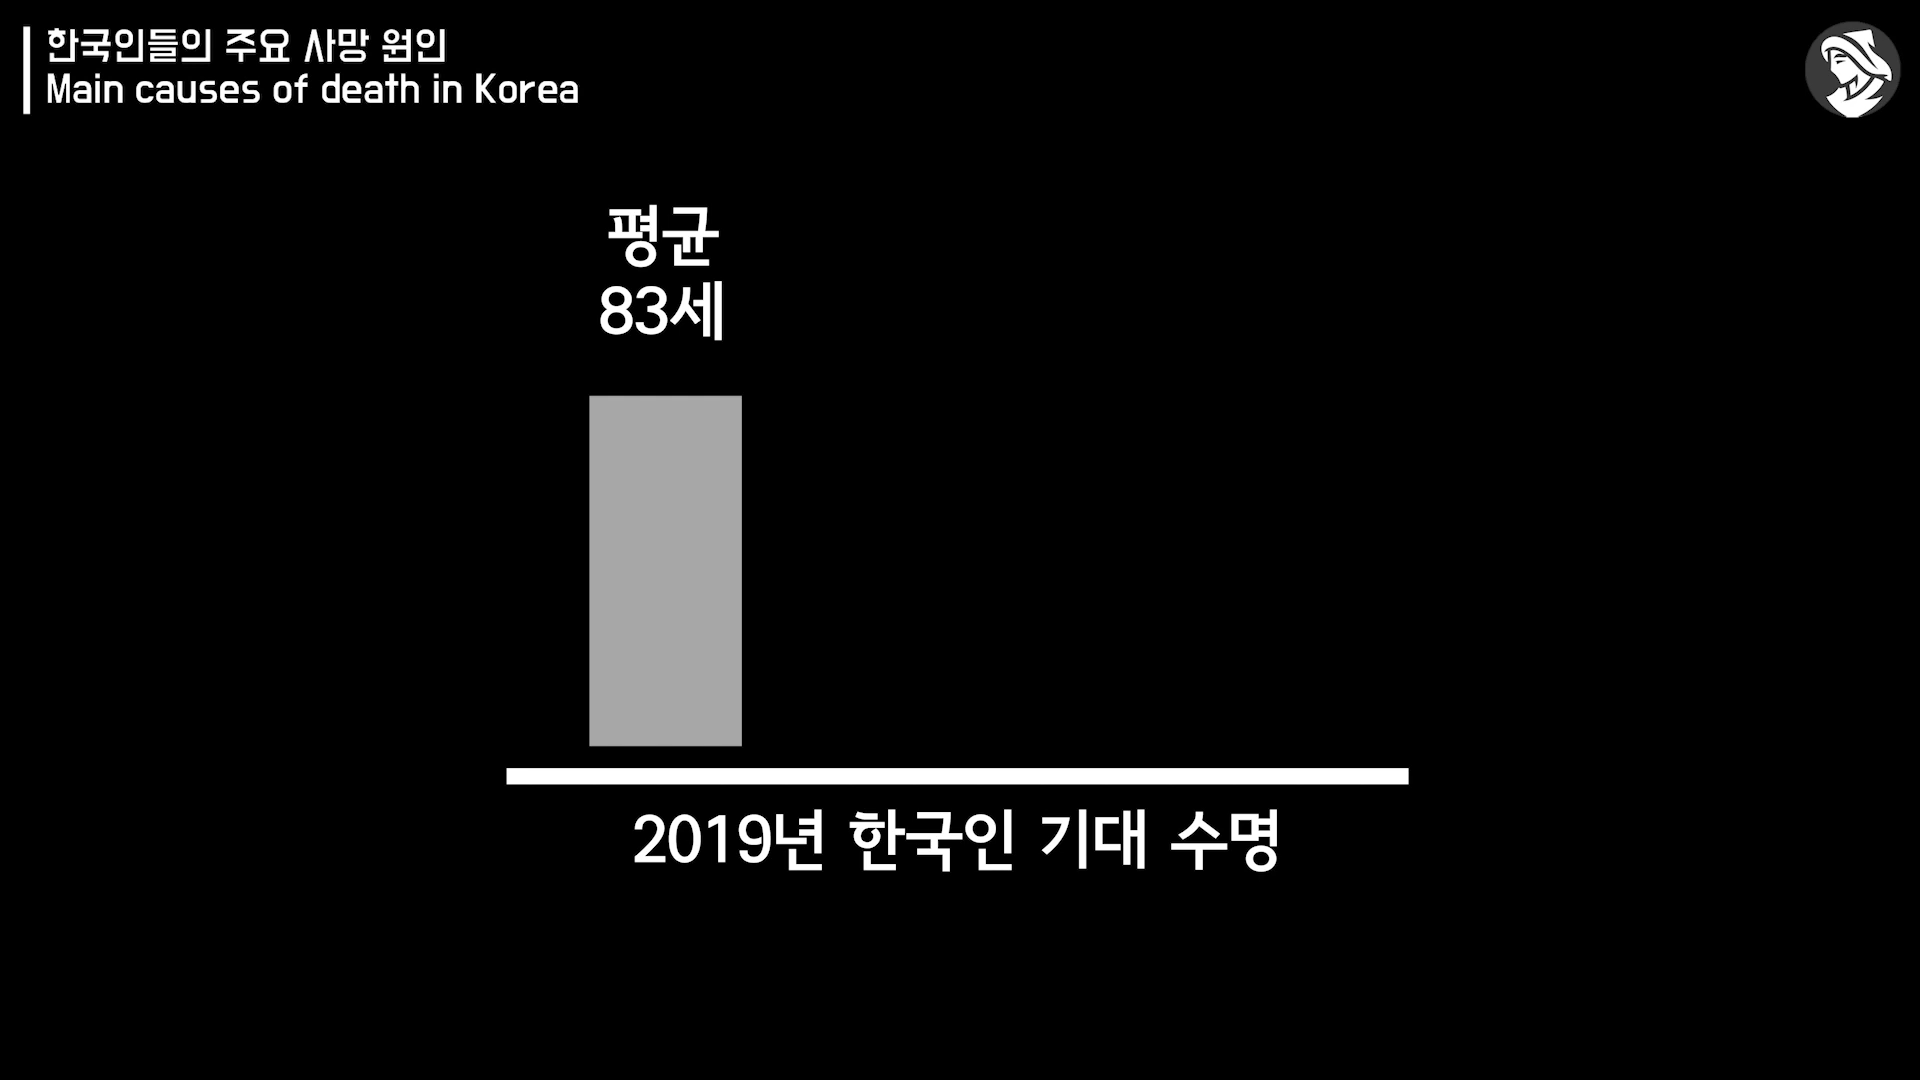 한국인들의 주요 사망 원인
Main causes of death in Korea
평균
83세
2019년 한국인 기대 수명